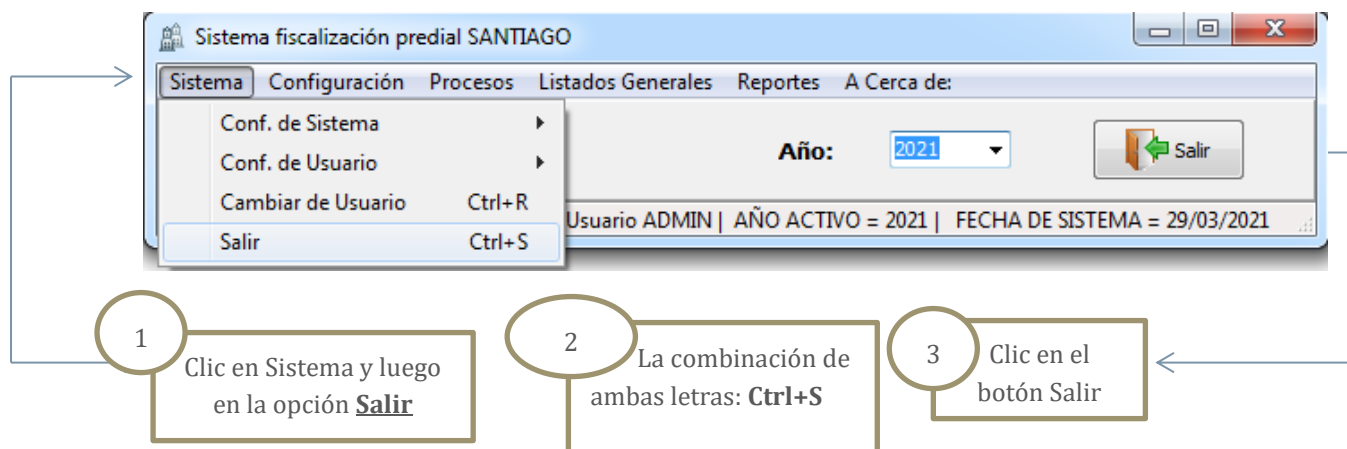 Sistema fiscalización predial SANTIAGO
Sistema Configuración Procesos Listados Generales Reportes A Cerca de:
Conf. de Sistema
Conf. de Usuario
Cambiar de Usuario Ctrl+R
Salir Ctrl+S
Año: 2021 Salir
Usuario ADMIN | AÑO ACTIVO = 2021 | FECHA DE SISTEMA = 29/03/2021
1
Clic en Sistema y luego
en la opción Salir
2
La combinación de
ambas letras: Ctrl+S
3
Clic en el
botón Salir